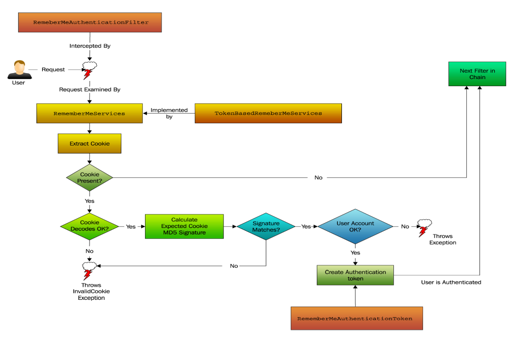 RememberMeAuthenticationFilter
Intercepted By
Request
User
Request Examined By
Next Filter in
Chain
RememberMeServices
Implemented
by
TokenBasedRememberMeServices
Extract Cookie
Cookie
Present?
No
Yes
Cookie
Decodes OK?
Yes
Calculate
Expected Cookie
MD5 Signature
Signature
Matches?
Yes
User Account
OK?
No
Throws
Exception
No
No
Yes
Throws
InvalidCookie
Exception
Create Authentication
token
User is Authenticated
RememberMeAuthenticationToken